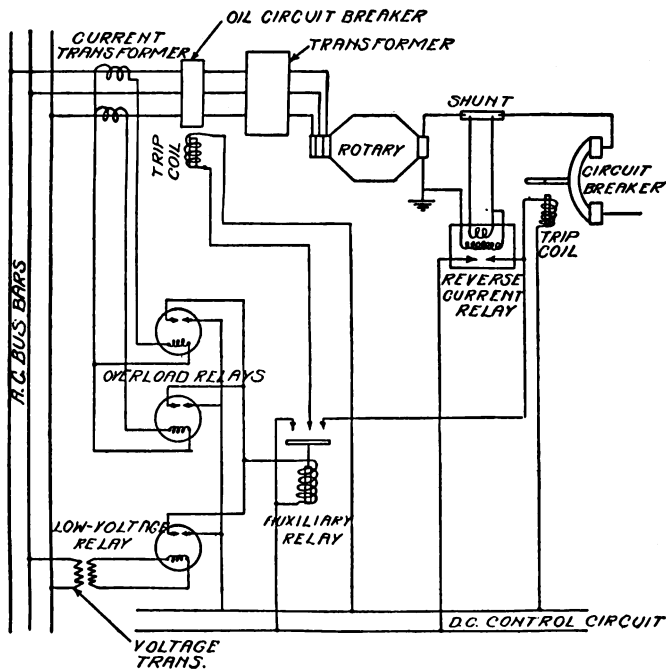 OIL CIRCUIT BREAKER
CURRENT
TRANSFORMER
TRANSFORMER
SHUNT
ROTARY
TRIP
COIL
CIRCUIT
BREAKER
TRIP
COIL
REVERSE
CURRENT
RELAY
A.C. BUS BARS
OVERLOAD RELAYS
LOW-VOLTAGE
RELAY
AUXILIARY
RELAY
D.C. CONTROL CIRCUIT
VOLTAGE
TRANS.